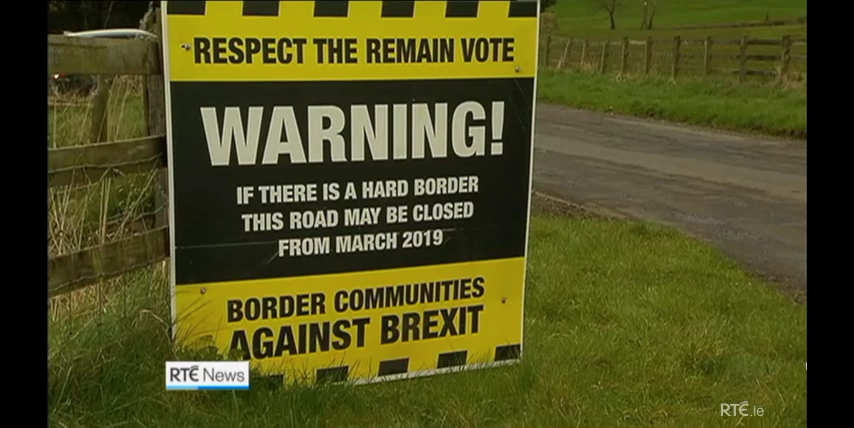 RESPECT THE REMAIN VOTE
WARNING!
IF THERE IS A HARD BORDER
THIS ROAD MAY BE CLOSED
FROM MARCH 2019
BORDER COMMUNITIES
AGAINST BREXIT
RTÉ News
RTÉ.ie